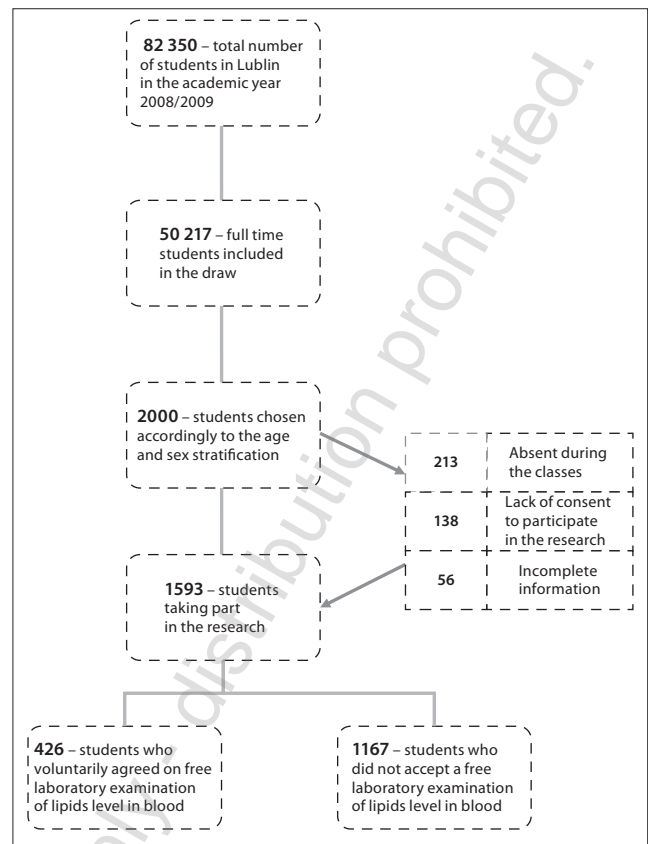 82 350 – total number
of students in Lublin
in the academic year
2008/2009
50 217 – full time
students included
in the draw
2000 – students chosen
accordingly to the age
and sex stratification
213
Absent during
the classes
138
Lack of consent
to participate
in the research
56
Incomplete
information
1593 – students
taking part
in the research
426 – students who
voluntarily agreed on free
laboratory examination
of lipids level in blood
1167 – students who
did not accept a free
laboratory examination
of lipids level in blood
- distribution prohibited.